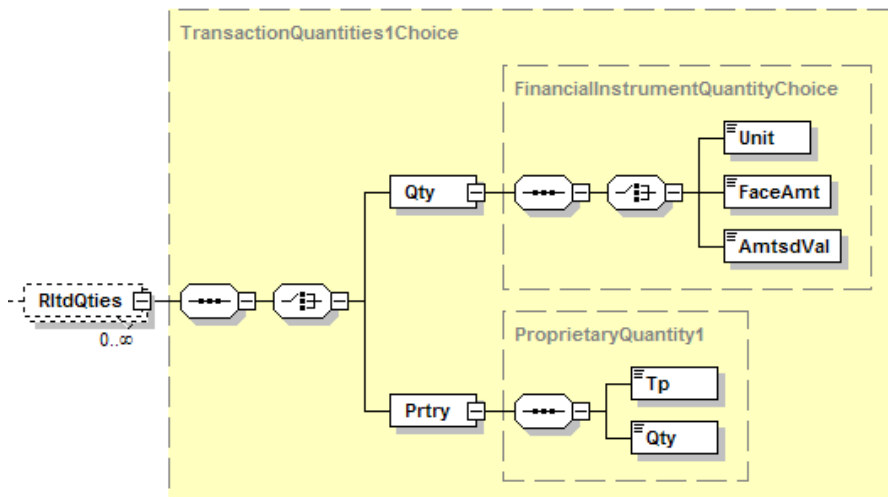 TransactionQuantities1Choice
FinancialInstrumentQuantityChoice
Unit
Qty
FaceAmt
AmtsdVal
RltdQties
0..∞
ProprietaryQuantity1
Tp
Prtry
Qty